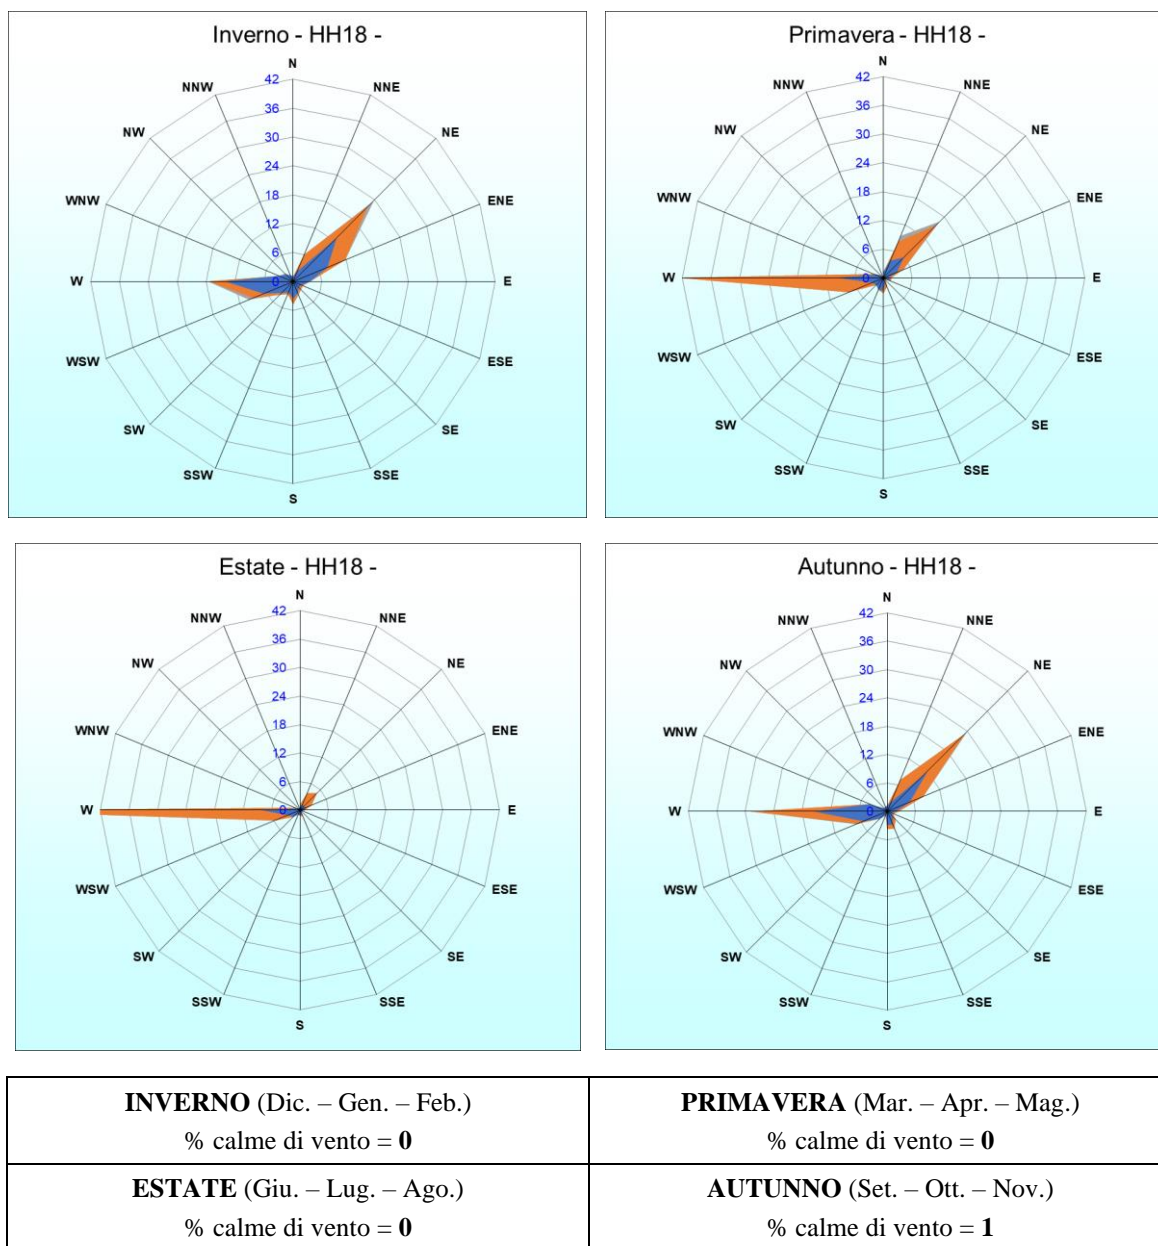 Inverno - HH18 -
N
NNE
NE
ENE
E
ESE
SE
SSE
S
SSW
SW
WSW
W
WNW
NW
NNW
42
36
30
24
18
12
6
0
Primavera - HH18 -
N
NNE
NE
ENE
E
ESE
SE
SSE
S
SSW
SW
WSW
W
WNW
NW
NNW
42
36
30
24
18
12
6
0
Estate - HH18 -
N
NNE
NE
ENE
E
ESE
SE
SSE
S
SSW
SW
WSW
W
WNW
NW
NNW
42
36
30
24
18
12
6
0
Autunno - HH18 -
N
NNE
NE
ENE
E
ESE
SE
SSE
S
SSW
SW
WSW
W
WNW
NW
NNW
42
36
30
24
18
12
6
0
INVERNO (Dic. – Gen. – Feb.)
% calme di vento = 0
PRIMAVERA (Mar. – Apr. – Mag.)
% calme di vento = 0
ESTATE (Giu. – Lug. – Ago.)
% calme di vento = 0
AUTUNNO (Set. – Ott. – Nov.)
% calme di vento = 1